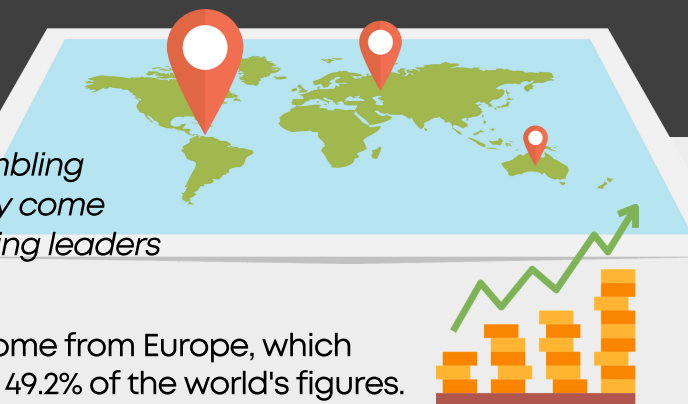 mbling
y come
ing leaders
ome from Europe, which
49.2% of the world's figures.